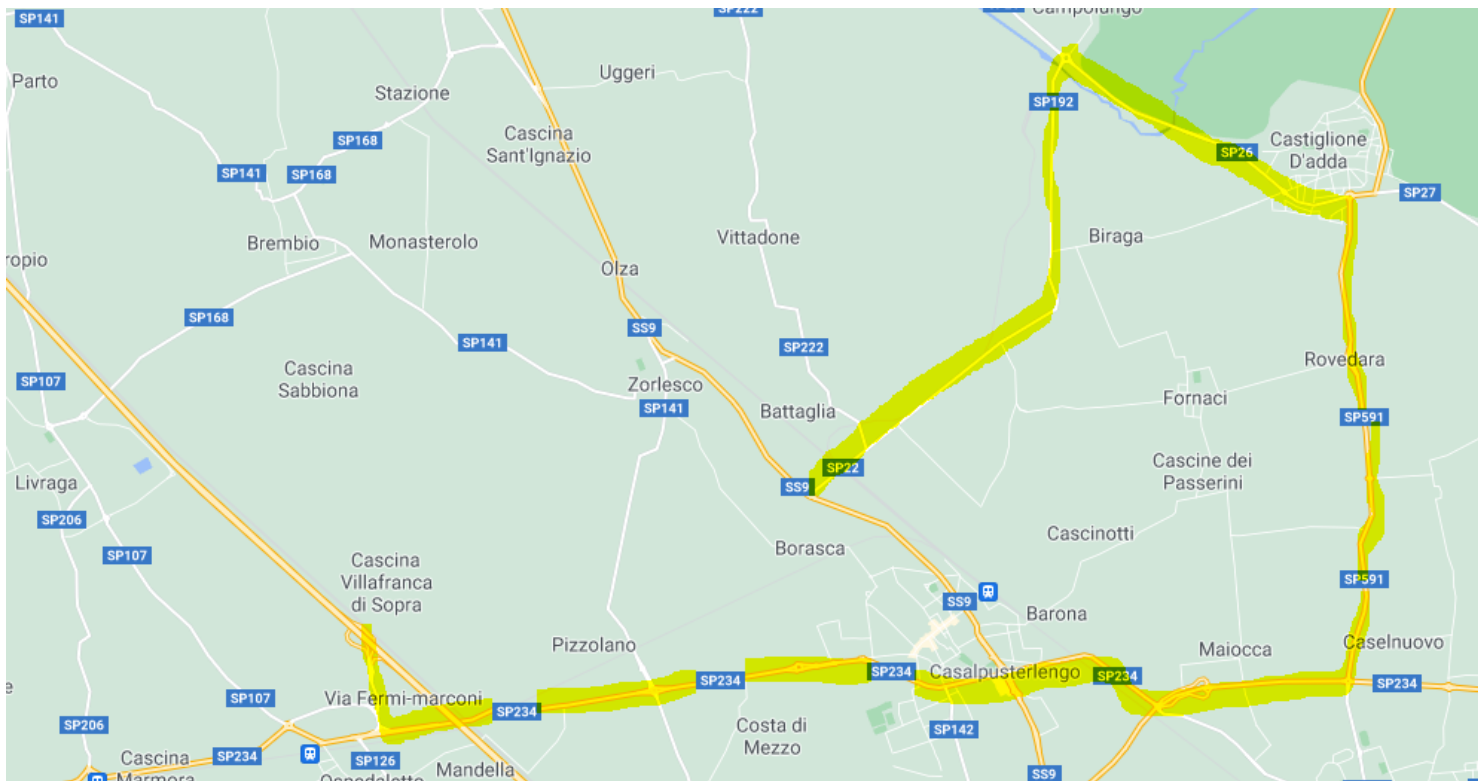 SP141
SP222
Campolungo
Parto
Uggeri
Stazione
SP192
SP168
Cascina
Sant'Ignazio
SP26
Castiglione
D'adda
SP141
SP168
SP27
Brembio
Monasterolo
Vittadone
Biraga
ropio
Olza
SP168
SS9
SP141
SP222
Rovedara
Cascina
Sabbiona
SP107
Zorlesco
Fornaci
SP141
Battaglia
SP591
SP22
Cascine dei
Passerini
Livraga
SS9
SP206
Cascinotti
SP107
Borasca
Cascina
Villafranca
di Sopra
SP591
SS9
Barona
Pizzolano
Maiocca
Caselnuovo
SP234
SP234
Casalpusterlengo
SP234
SP234
e
SP107
Via Fermi-marconi
SP234
SP206
Costa di
Mezzo
SP142
Cascina
Marmora
SP234
SP126
Ospedaletto
Mandella
SS9